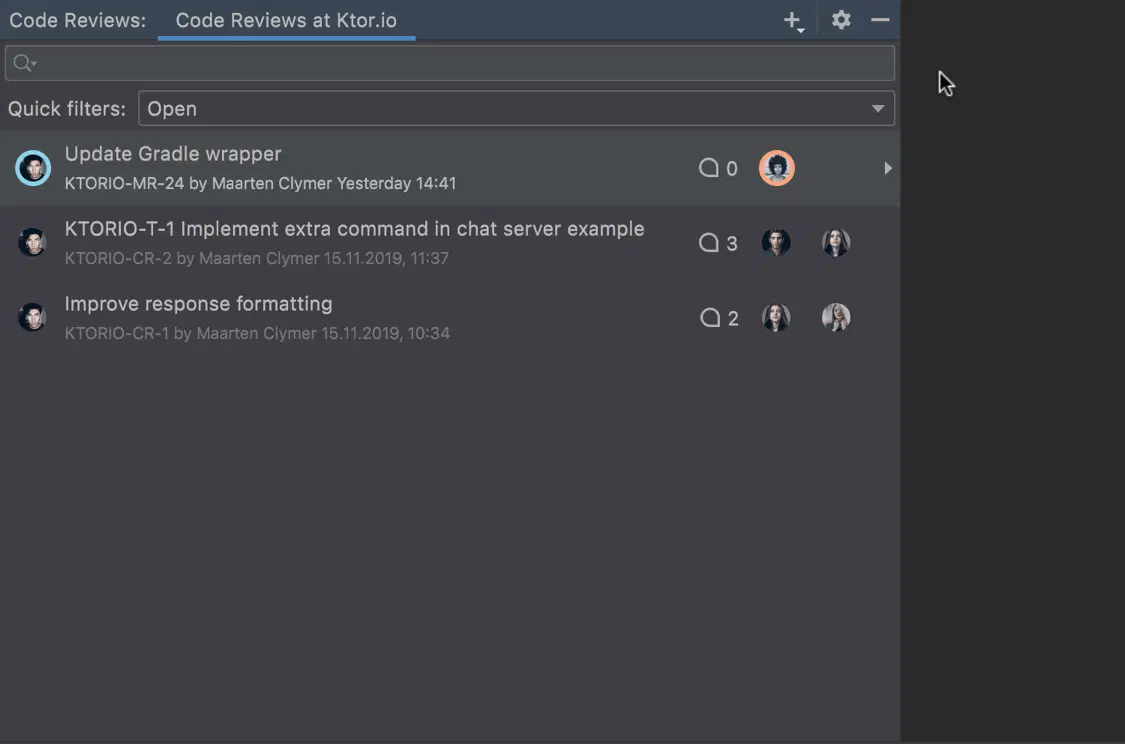 Code Reviews: Code Reviews at Ktor.io
Quick filters: Open
Update Gradle wrapper 0
KTORIO-MR-24 by Maarten Clymer Yesterday 14:41
KTORIO-T-1 Implement extra command in chat server example 3
KTORIO-CR-2 by Maarten Clymer 15.11.2019, 11:37
Improve response formatting 2
KTORIO-CR-1 by Maarten Clymer 15.11.2019, 10:34